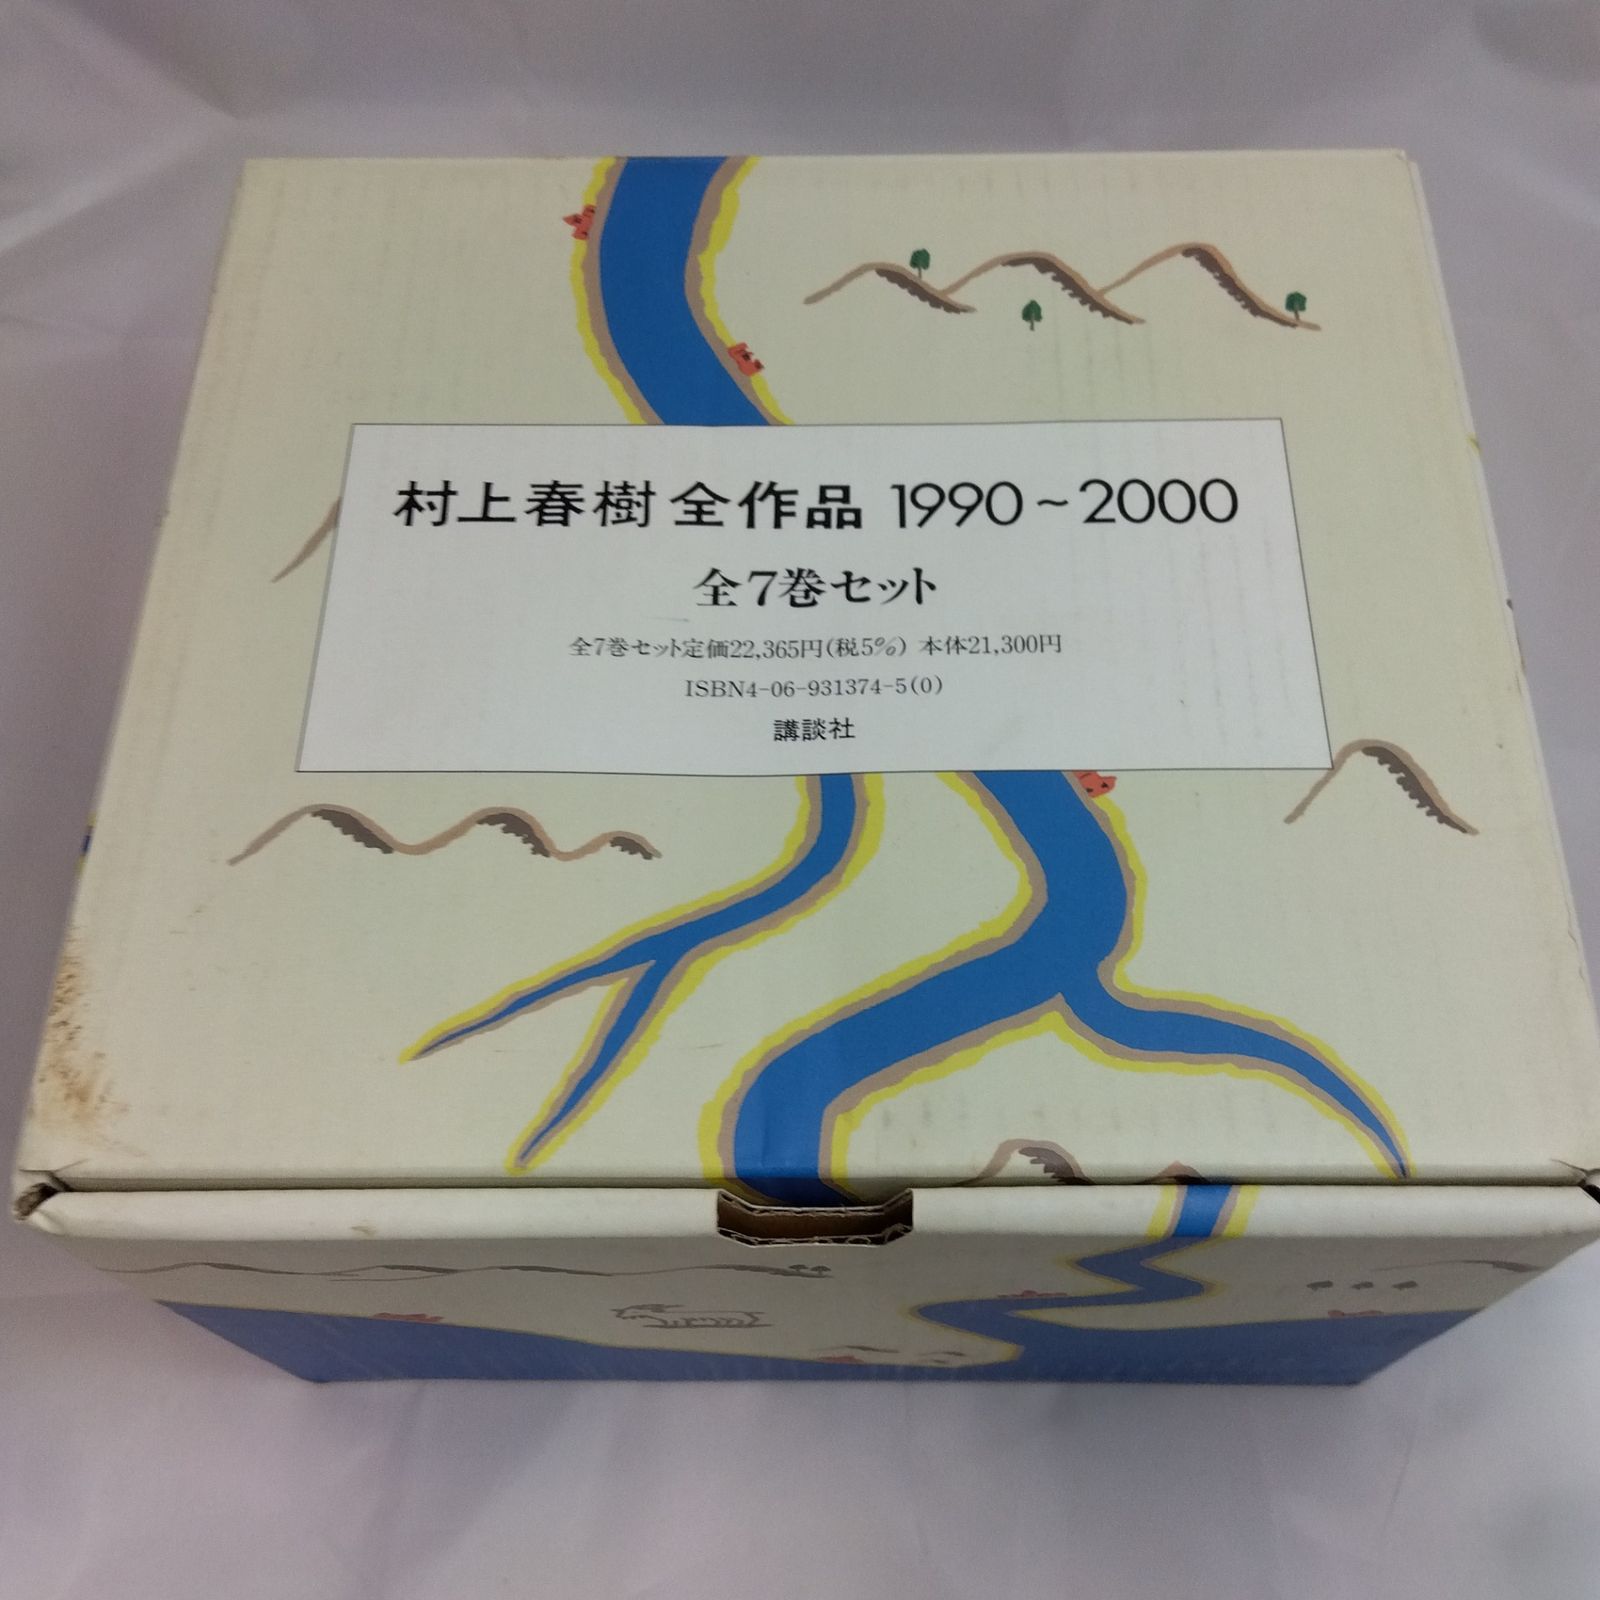 村上春樹 全作品 1990~2000
全7巻セット
全7巻セット定価22,365円(税5%) 本体21,300円
ISBN4-06-931374-5(0)
講談社